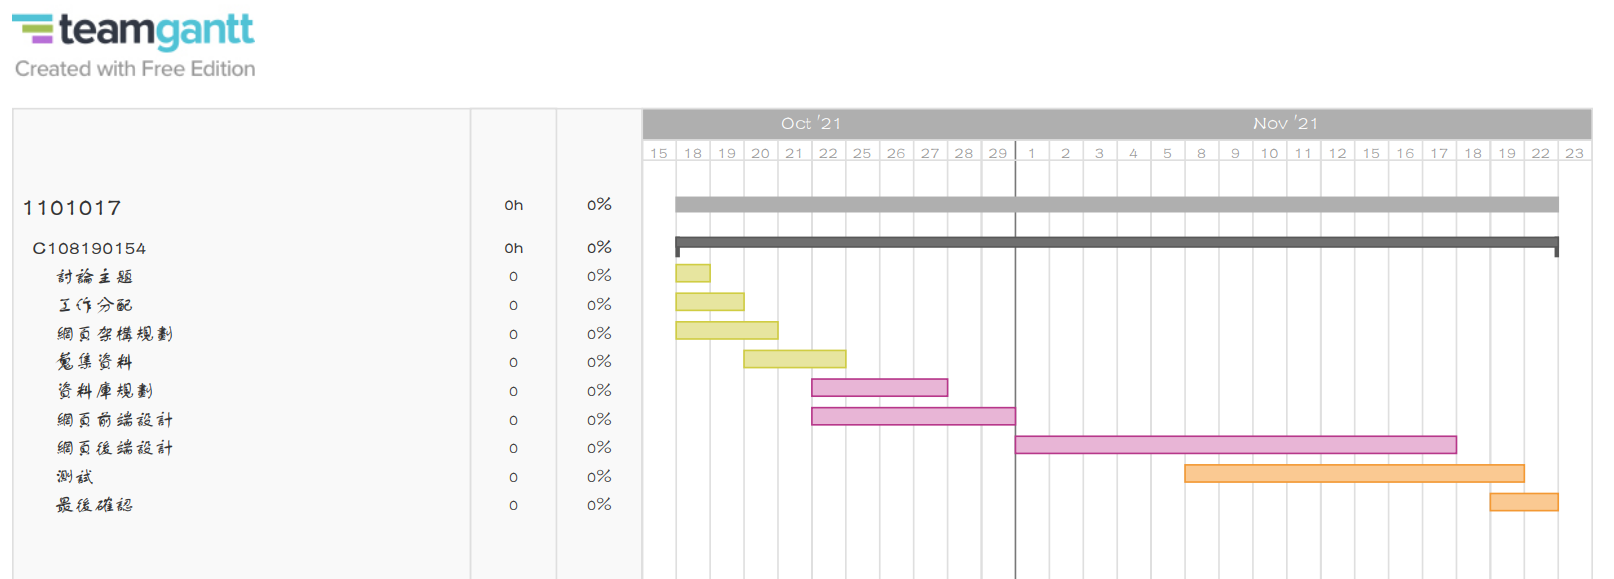 teamgantt
Created with Free Edition
Oct '21 Nov '21
15 18 19 20 21 22 25 26 27 28 29 1 2 3 4 5 8 9 10 11 12 15 16 17 18 19 22 23
1101017 0h 0%
C108190154 0h 0%
討論主題 0 0%
工作分配 0 0%
網頁架構規劃 0 0%
蒐集資料 0 0%
資料庫規劃 0 0%
網頁前端設計 0 0%
網頁後端設計 0 0%
測試 0 0%
最後確認 0 0%